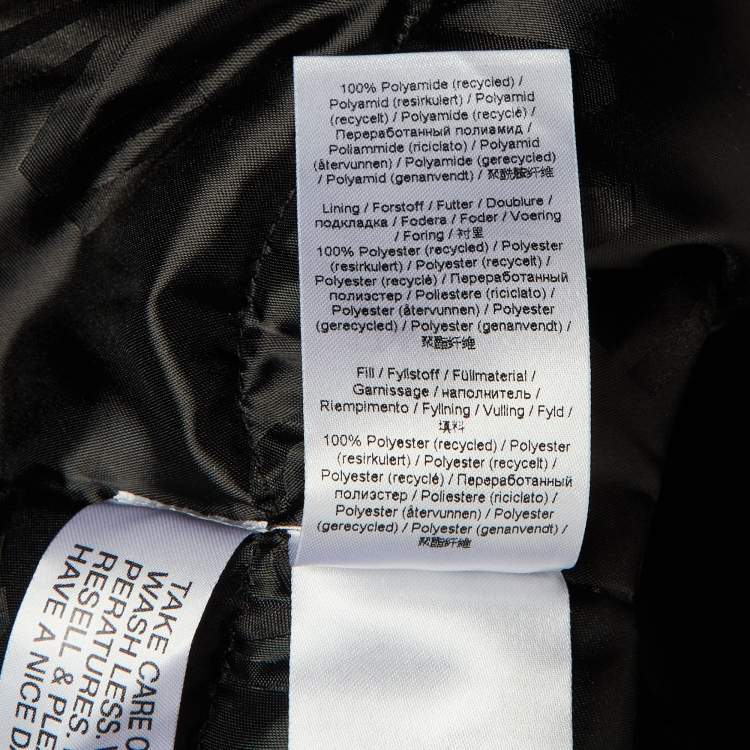 100% Polyamide (recycled) /
Polyamid (resirkulert) / Polyamid
(recycelt) / Polyamide (recyclé) /
Переработанный полиамид /
Poliammide (riciclato) / Polyamid
(återvunnen) / Polyamide (gerecycled)
/ Polyamid (genanvendt) / 聚酰胺纤维
Lining / Forstoff / Futter / Doublure /
подкладка / Fodera / Foder / Voering
/ Foring / 衬里
100% Polyester (recycled) / Polyester
(resirkulert) / Polyester (recycelt) /
Polyester (recyclé) / Переработанный
полиэстер / Poliestere (riciclato) /
Polyester (återvunnen) / Polyester
(gerecycled) / Polyester (genanvendt) /
聚酯纤维
Fill / Fyllstoff / Füllmaterial /
Garnissage / наполнитель /
Riempimento / Fyllning / Vulling / Fyld /
填料
100% Polyester (recycled) / Polyester
(resirkulert) / Polyester (recycelt) /
Polyester (recyclé) / Переработанный
полиэстер / Poliestere (riciclato) /
Polyester (återvunnen) / Polyester
(gerecycled) / Polyester (genanvendt) /
聚酯纤维
TAKE CARE O
WASH LESS.
PERATURES.
RESELL & PLE
HAVE A NICE DA